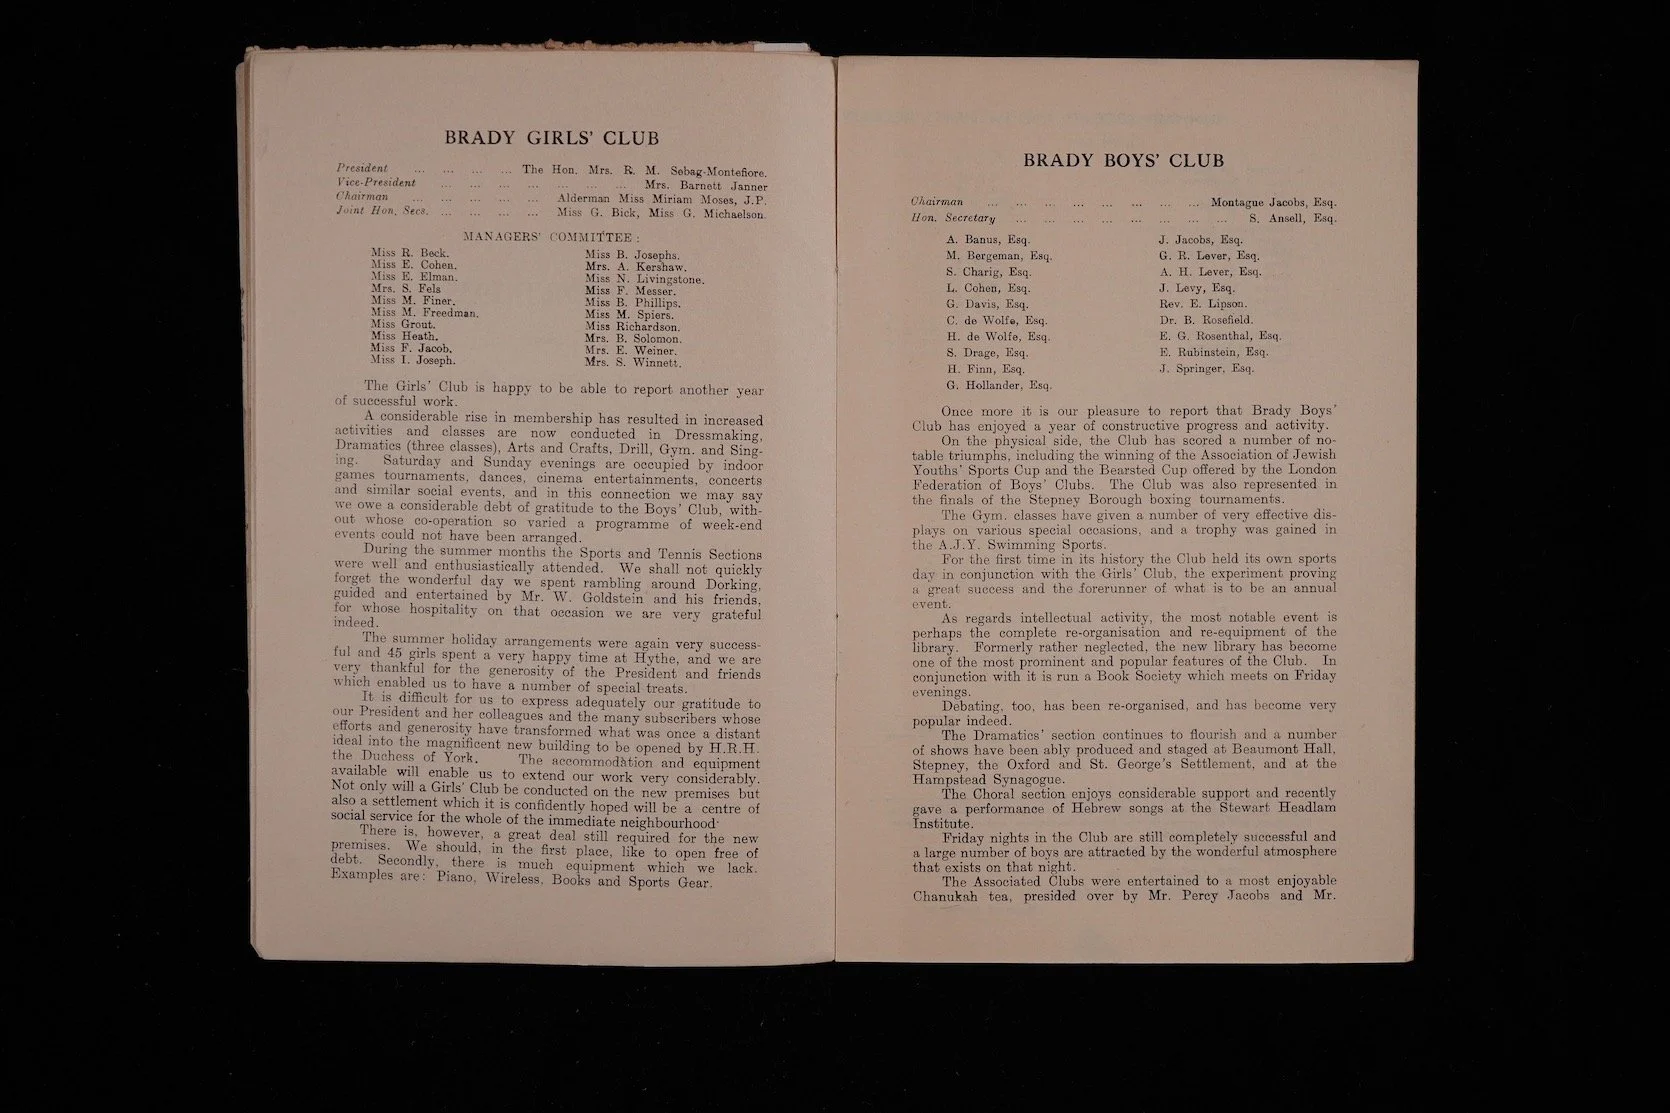 BRADY GIRLS' CLUB
President ... ... ... ... The Hon. Mrs. R. M. Sebag-Montefiore.
Vice-President ... ... ... ... ... ... ... Mrs. Barnett Janner
Chairman ... ... ... ... ... Alderman Miss Miriam Moses, J.P.
Joint Hon. Secs. ... ... ... ... Miss G. Bick, Miss G. Michaelson.
MANAGERS' COMMITTEE:
Miss R. Beck.
Miss E. Cohen.
Miss E. Elman.
Mrs. S. Fels
Miss M. Finer.
Miss M. Freedman.
Miss Grout.
Miss Heath.
Miss F. Jacob.
Miss I. Joseph.
Miss B. Josephs.
Mrs. A. Kershaw.
Miss N. Livingstone.
Miss F. Messer.
Miss B. Phillips.
Miss M. Spiers.
Miss Richardson.
Mrs. B. Solomon.
Mrs. E. Weiner.
Mrs. S. Winnett.
The Girls' Club is happy to be able to report another year
of successful work.
A considerable rise in membership has resulted in increased
activities and classes are now conducted in Dressmaking,
Dramatics (three classes), Arts and Crafts, Drill, Gym. and Sing-
ing. Saturday and Sunday evenings are occupied by indoor
games tournaments, dances, cinema entertainments, concerts
and similar social events, and in this connection we may say
we owe a considerable debt of gratitude to the Boys' Club, with-
out whose co-operation so varied a programme of week-end
events could not have been arranged.
During the summer months the Sports and Tennis Sections
were well and enthusiastically attended. We shall not quickly
forget the wonderful day we spent rambling around Dorking,
guided and entertained by Mr. W. Goldstein and his friends,
for whose hospitality on that occasion we are very grateful
indeed.
The summer holiday arrangements were again very success-
ful and 45 girls spent a very happy time at Hythe, and we are
very thankful for the generosity of the President and friends
which enabled us to have a number of special treats.
It is difficult for us to express adequately our gratitude to
our President and her colleagues and the many subscribers whose
efforts and generosity have transformed what was once a distant
ideal into the magnificent new building to be opened by H.R.H.
the Duchess of York. The accommodation and equipment
available will enable us to extend our work very considerably.
Not only will a Girls' Club be conducted on the new premises but
also a settlement which it is confidently hoped will be a centre of
social service for the whole of the immediate neighbourhood·
There is, however, a great deal still required for the new
premises. We should, in the first place, like to open free of
debt. Secondly, there is much equipment which we lack.
Examples are: Piano, Wireless, Books and Sports Gear.
BRADY BOYS' CLUB
Chairman ... ... ... ... ... ... ... ... Montague Jacobs, Esq.
Hon. Secretary ... ... ... ... ... ... ... ... S. Ansell, Esq.
A. Banus, Esq.
M. Bergeman, Esq.
S. Charig, Esq.
L. Cohen, Esq.
G. Davis, Esq.
C. de Wolfe, Esq.
H. de Wolfe, Esq.
S. Drage, Esq.
H. Finn, Esq.
G. Hollander, Esq.
J. Jacobs, Esq.
G. R. Lever, Esq.
A. H. Lever, Esq.
J. Levy, Esq.
Rev. E. Lipson.
Dr. B. Rosefield.
E. G. Rosenthal, Esq.
E. Rubinstein, Esq.
J. Springer, Esq.
Once more it is our pleasure to report that Brady Boys'
Club has enjoyed a year of constructive progress and activity.
On the physical side, the Club has scored a number of no-
table triumphs, including the winning of the Association of Jewish
Youths' Sports Cup and the Bearsted Cup offered by the London
Federation of Boys' Clubs. The Club was also represented in
the finals of the Stepney Borough boxing tournaments.
The Gym. classes have given a number of very effective dis-
plays on various special occasions, and a trophy was gained in
the A.J.Y. Swimming Sports.
For the first time in its history the Club held its own sports
day in conjunction with the Girls' Club, the experiment proving
a great success and the forerunner of what is to be an annual
event.
As regards intellectual activity, the most notable event is
perhaps the complete re-organisation and re-equipment of the
library. Formerly rather neglected, the new library has become
one of the most prominent and popular features of the Club. In
conjunction with it is run a Book Society which meets on Friday
evenings.
Debating, too, has been re-organised, and has become very
popular indeed.
The Dramatics' section continues to flourish and a number
of shows have been ably produced and staged at Beaumont Hall,
Stepney, the Oxford and St. George's Settlement, and at the
Hampstead Synagogue.
The Choral section enjoys considerable support and recently
gave a performance of Hebrew songs at the Stewart Headlam
Institute.
Friday nights in the Club are still completely successful and
a large number of boys are attracted by the wonderful atmosphere
that exists on that night.
The Associated Clubs were entertained to a most enjoyable
Chanukah tea, presided over by Mr. Percy Jacobs and Mr.